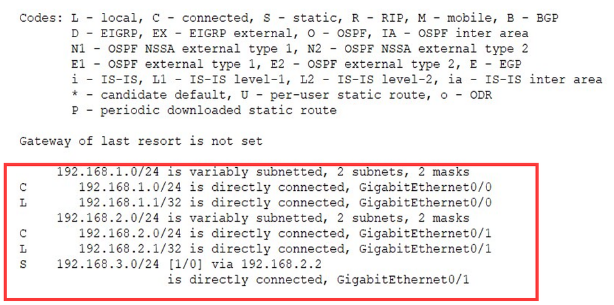 Codes: L - local, C - connected, S - static, R - RIP, M - mobile, B - BGP
D - EIGRP, EX - EIGRP external, O - OSPF, IA - OSPF inter area
N1 - OSPF NSSA external type 1, N2 - OSPF NSSA external type 2
E1 - OSPF external type 1, E2 - OSPF external type 2, E - EGP
i - IS-IS, L1 - IS-IS level-1, L2 - IS-IS level-2, ia - IS-IS inter area
* - candidate default, U - per-user static route, o - ODR
P - periodic downloaded static route
Gateway of last resort is not set
192.168.1.0/24 is variably subnetted, 2 subnets, 2 masks
C 192.168.1.0/24 is directly connected, GigabitEthernet0/0
L 192.168.1.1/32 is directly connected, GigabitEthernet0/0
192.168.2.0/24 is variably subnetted, 2 subnets, 2 masks
C 192.168.2.0/24 is directly connected, GigabitEthernet0/1
L 192.168.2.1/32 is directly connected, GigabitEthernet0/1
S 192.168.3.0/24 [1/0] via 192.168.2.2
is directly connected, GigabitEthernet0/1